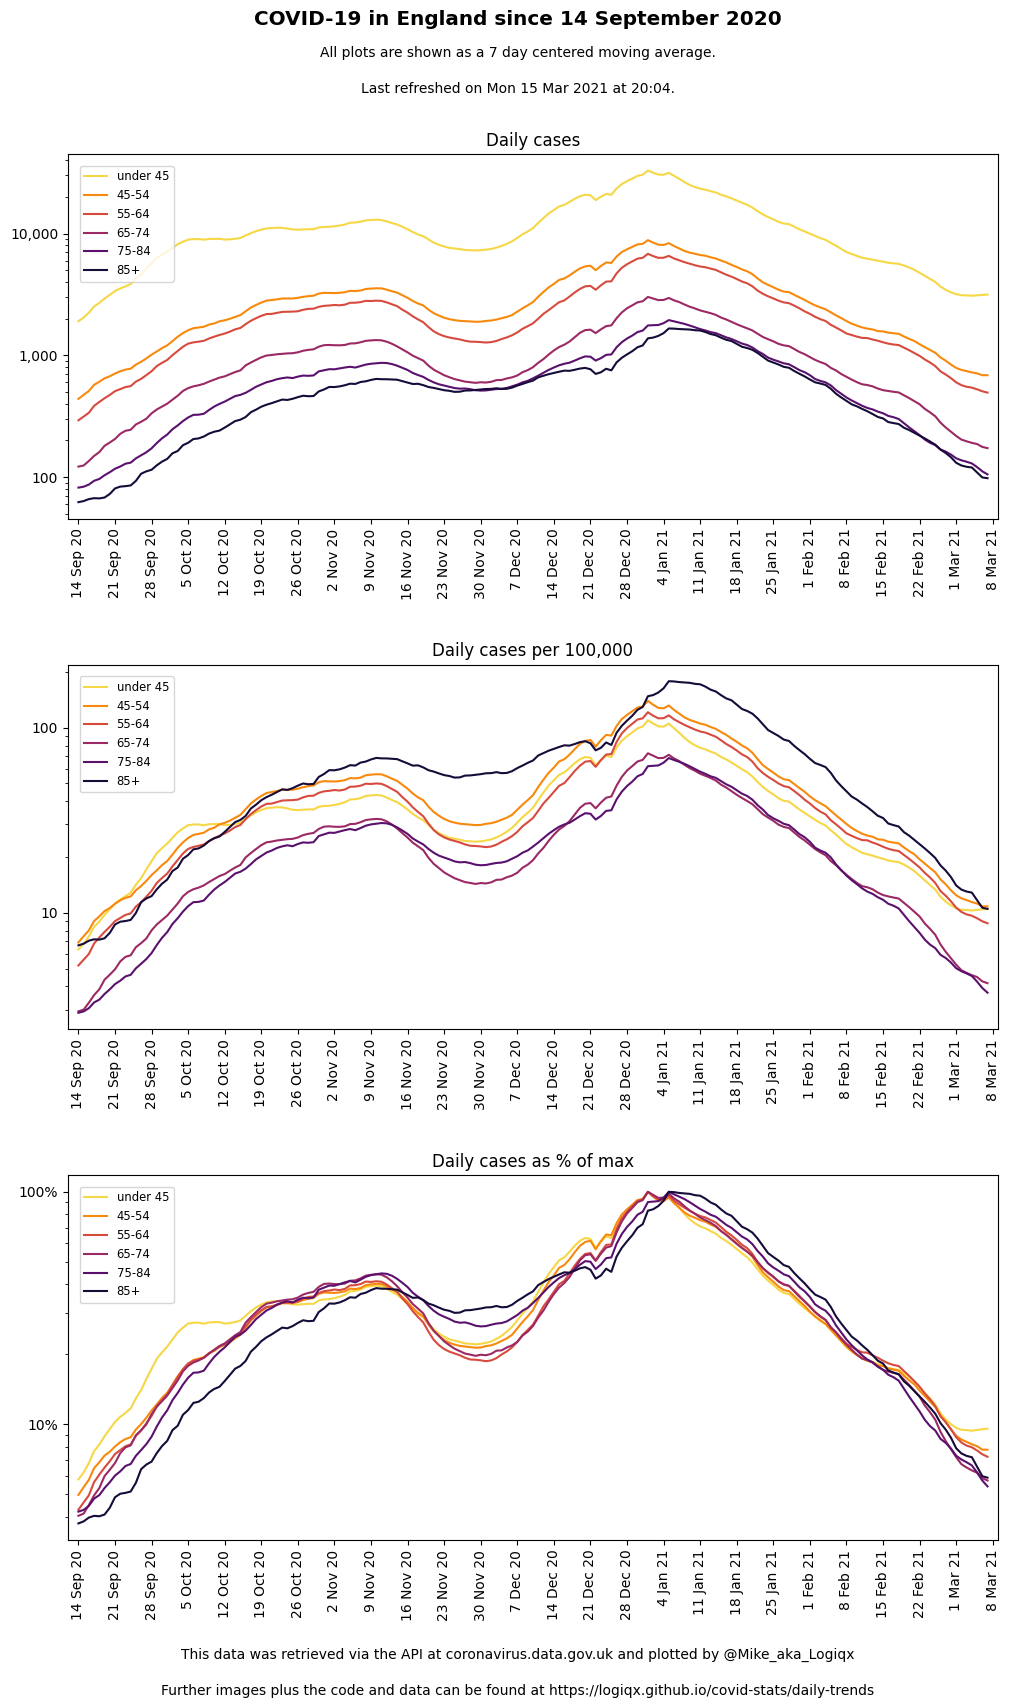 COVID-19 in England since 14 September 2020
All plots are shown as a 7 day centered moving average.
Last refreshed on Mon 15 Mar 2021 at 20:04.
Daily cases
under 45
45-54
55-64
65-74
75-84
85+
10,000
1,000
100
14 Sep 20
21 Sep 20
28 Sep 20
5 Oct 20
12 Oct 20
19 Oct 20
26 Oct 20
2 Nov 20
9 Nov 20
16 Nov 20
23 Nov 20
30 Nov 20
7 Dec 20
14 Dec 20
21 Dec 20
28 Dec 20
4 Jan 21
11 Jan 21
18 Jan 21
25 Jan 21
1 Feb 21
8 Feb 21
15 Feb 21
22 Feb 21
1 Mar 21
8 Mar 21
Daily cases per 100,000
under 45
45-54
55-64
65-74
75-84
85+
100
10
14 Sep 20
21 Sep 20
28 Sep 20
5 Oct 20
12 Oct 20
19 Oct 20
26 Oct 20
2 Nov 20
9 Nov 20
16 Nov 20
23 Nov 20
30 Nov 20
7 Dec 20
14 Dec 20
21 Dec 20
28 Dec 20
4 Jan 21
11 Jan 21
18 Jan 21
25 Jan 21
1 Feb 21
8 Feb 21
15 Feb 21
22 Feb 21
1 Mar 21
8 Mar 21
Daily cases as % of max
under 45
45-54
55-64
65-74
75-84
85+
100%
10%
14 Sep 20
21 Sep 20
28 Sep 20
5 Oct 20
12 Oct 20
19 Oct 20
26 Oct 20
2 Nov 20
9 Nov 20
16 Nov 20
23 Nov 20
30 Nov 20
7 Dec 20
14 Dec 20
21 Dec 20
28 Dec 20
4 Jan 21
11 Jan 21
18 Jan 21
25 Jan 21
1 Feb 21
8 Feb 21
15 Feb 21
22 Feb 21
1 Mar 21
8 Mar 21
This data was retrieved via the API at coronavirus.data.gov.uk and plotted by @Mike_aka_Logiqx
Further images plus the code and data can be found at https://logiqx.github.io/covid-stats/daily-trends